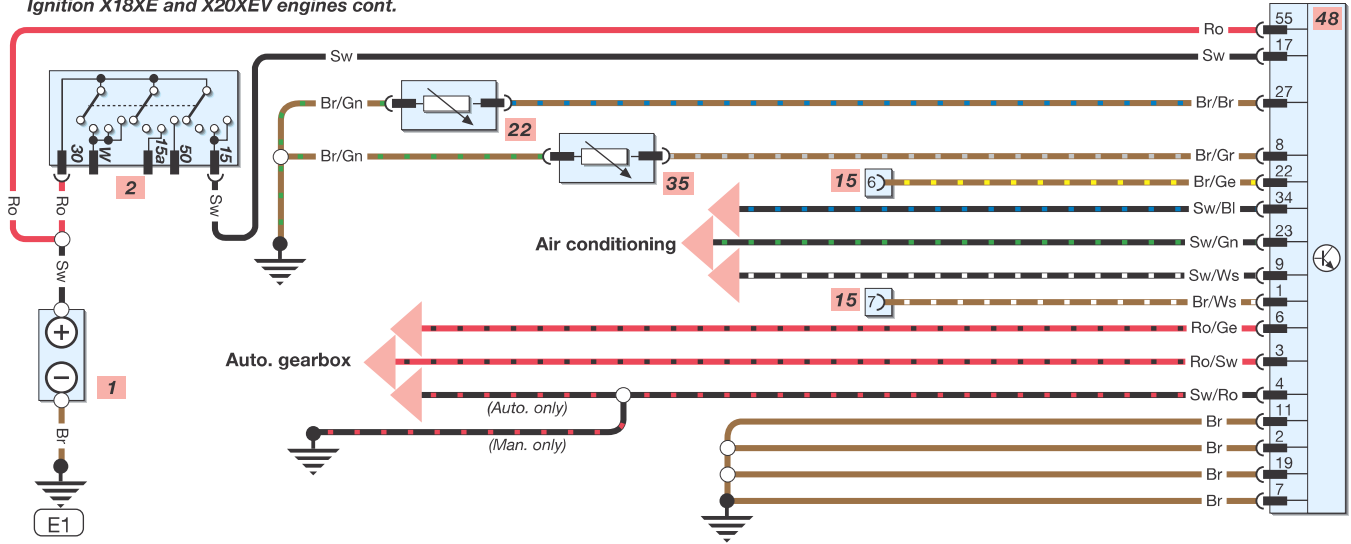 Ignition X18XE and X20XEV engines cont.
48
Ro 55
Sw Sw 17
Br/Gn Br/Br 27
22
30 W 15a 50 15
2
Br/Gn Br/Gr 8
35
15 6 Br/Ge 22
Ro Ro Sw
Sw/Bl 34
Air conditioning Sw/Gn 23
Sw
Sw/Ws 9
15 7 Br/Ws 1
Ro/Ge 6
+
Auto. gearbox Ro/Sw 3
−
1
Sw/Ro 4
(Auto. only)
Br 11
Br
(Man. only)
Br 2
Br 19
Br 7
E1